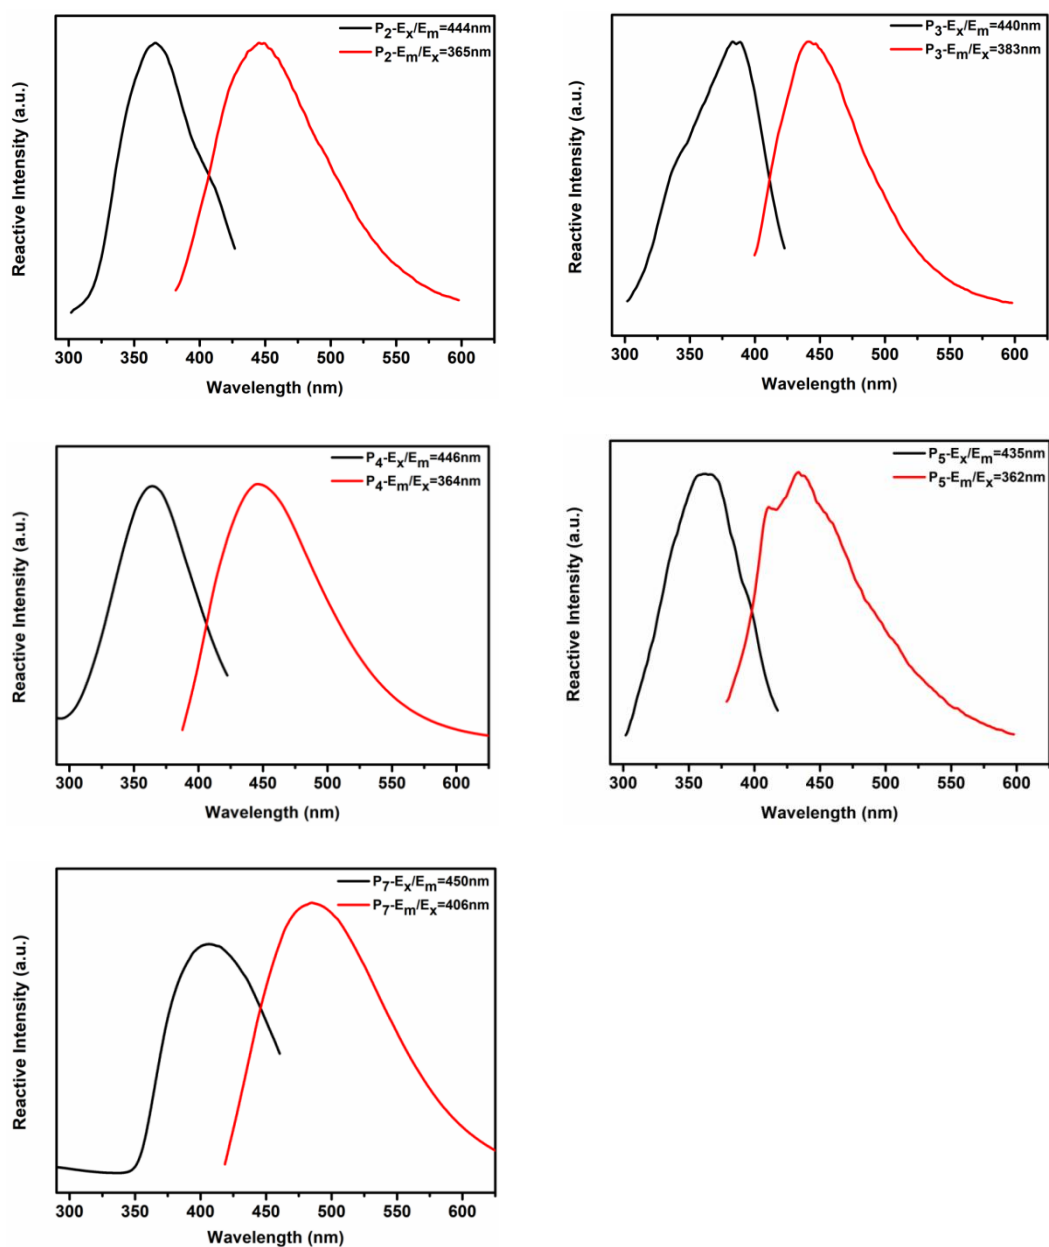 P2-Ex/Em=444nm
P2-Em/Ex=365nm
Reactive Intensity (a.u.)
300 350 400 450 500 550 600
Wavelength (nm)
P3-Ex/Em=440nm
P3-Em/Ex=383nm
Reactive Intensity (a.u.)
300 350 400 450 500 550 600
Wavelength (nm)
P4-Ex/Em=446nm
P4-Em/Ex=364nm
Reactive Intensity (a.u.)
300 350 400 450 500 550 600
Wavelength (nm)
P5-Ex/Em=435nm
P5-Em/Ex=362nm
Reactive Intensity (a.u.)
300 350 400 450 500 550 600
Wavelength (nm)
P7-Ex/Em=450nm
P7-Em/Ex=406nm
Reactive Intensity (a.u.)
300 350 400 450 500 550 600
Wavelength (nm)